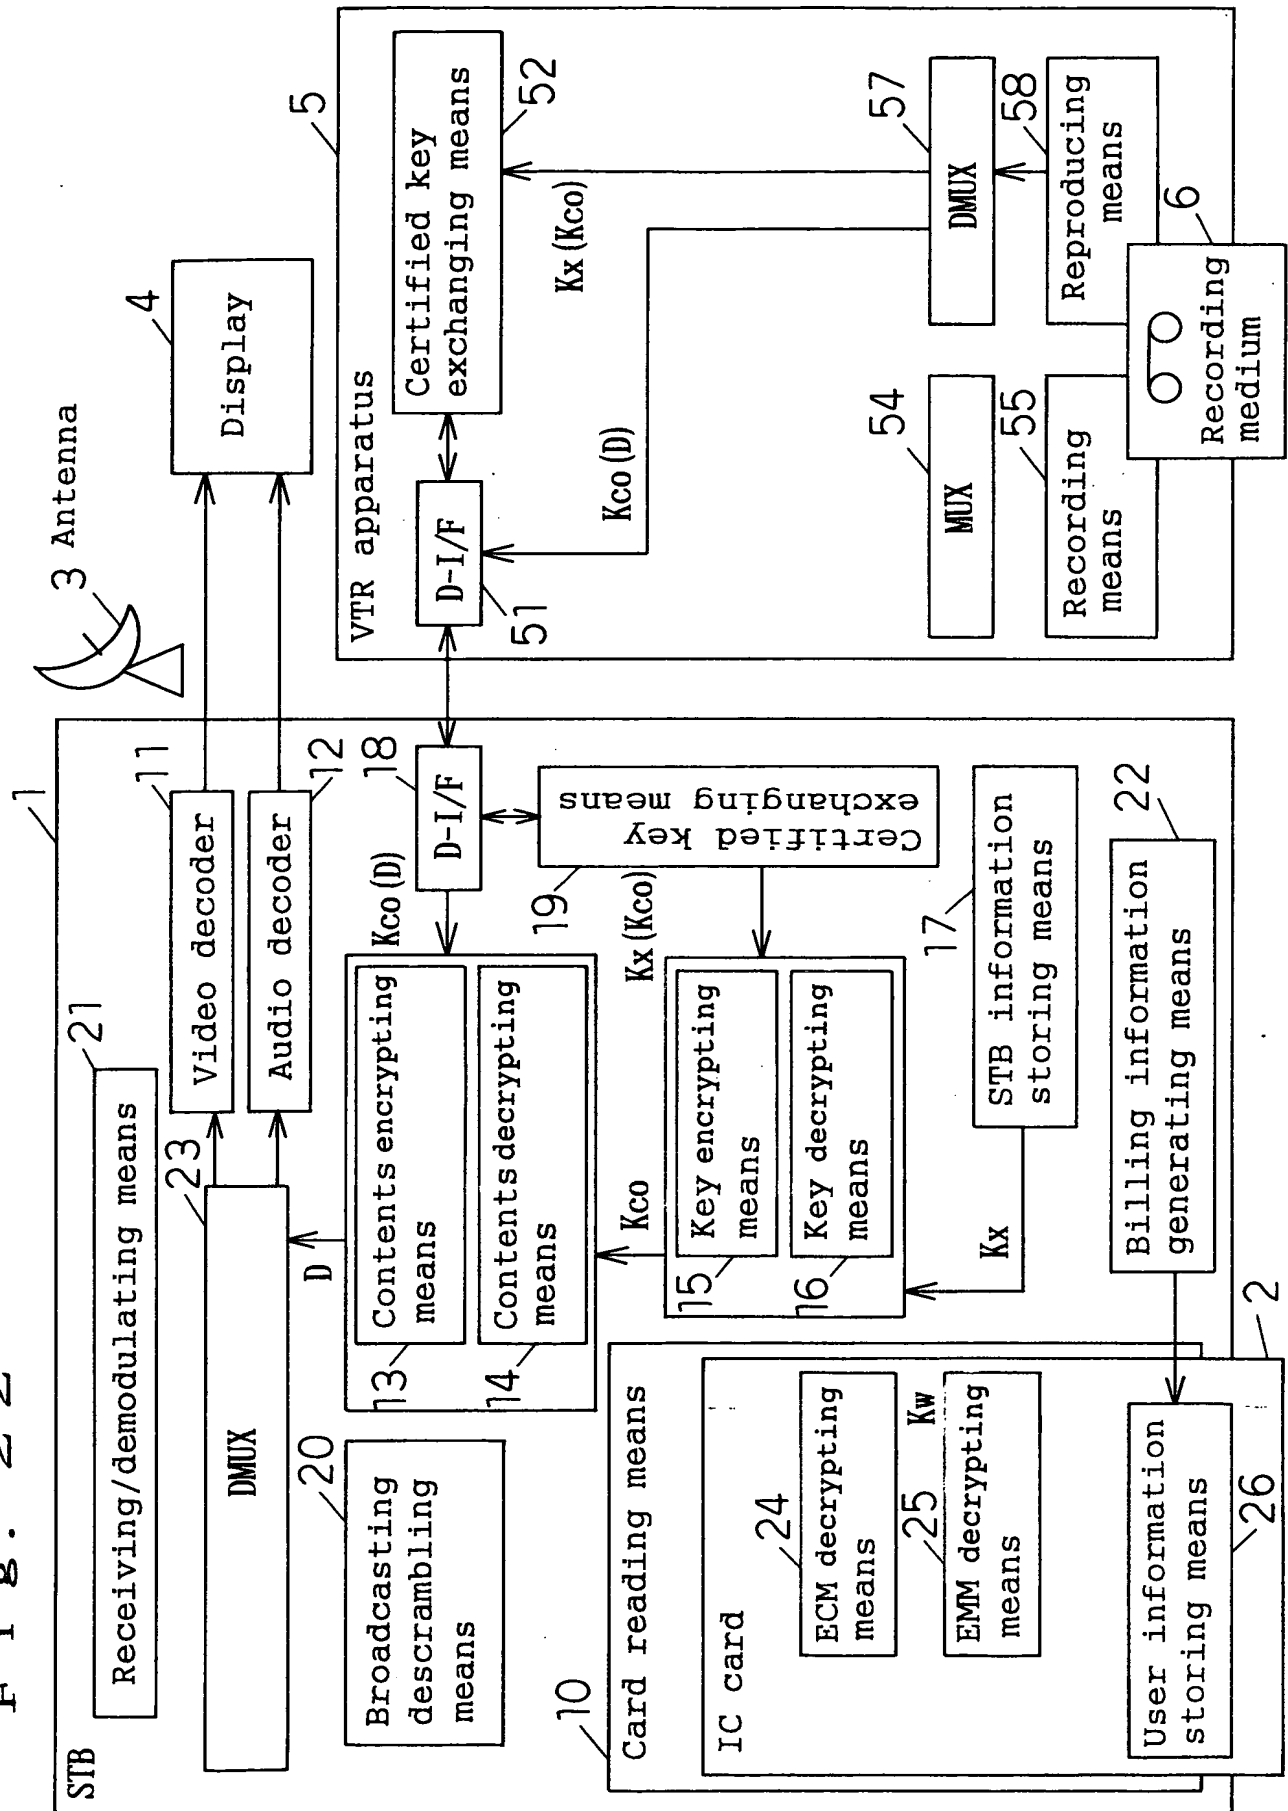 Fig. 22
STB
1
Receiving/demodulating means
21
3 Antenna
DMUX
23
Video decoder
11
Audio decoder
12
4
Display
Broadcasting
descrambling
means
20
D
Contents encrypting
means
13
Contents decrypting
means
14
Kco(D)
D-I/F
18
Certified key
exchanging means
19
Kco
Kx(Kco)
Key encrypting
means
15
Key decrypting
means
16
Kx
STB information
storing means
17
Billing information
generating means
22
10
Card reading means
IC card
2
ECM decrypting
means
24
Kw
EMM decrypting
means
25
User information
storing means
26
5
VTR apparatus
D-I/F
51
Certified key
exchanging means
52
Kx(Kco)
Kco(D)
MUX
54
DMUX
57
Recording
means
55
Reproducing
means
58
Recording
medium
6